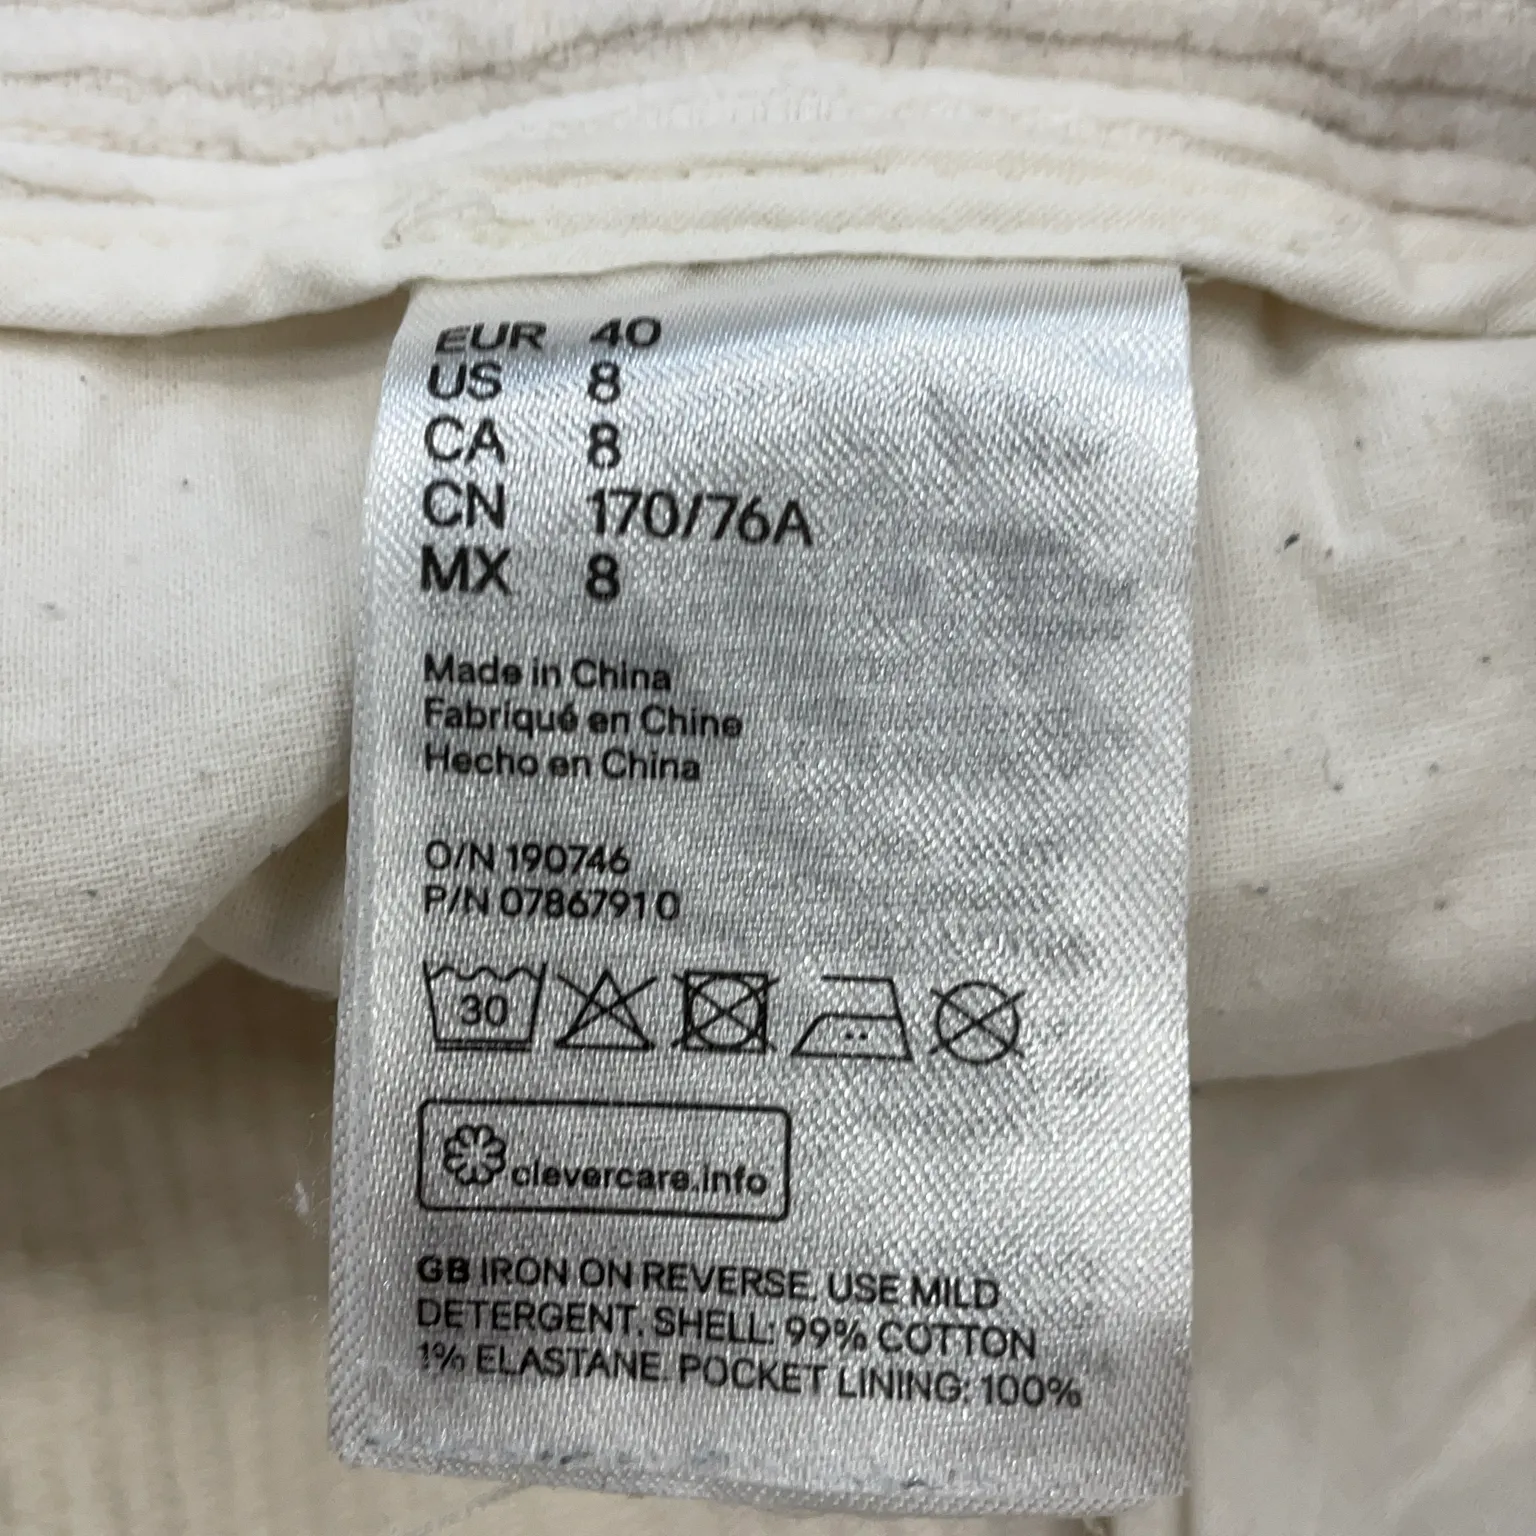 EUR 40
US 8
CA 8
CN 170/76A
MX 8
Made in China
Fabriqué en Chine
Hecho en China
O/N 190746
P/N 07867910
30
clevercare.info
GB IRON ON REVERSE. USE MILD
DETERGENT. SHELL: 99% COTTON
1% ELASTANE. POCKET LINING: 100%